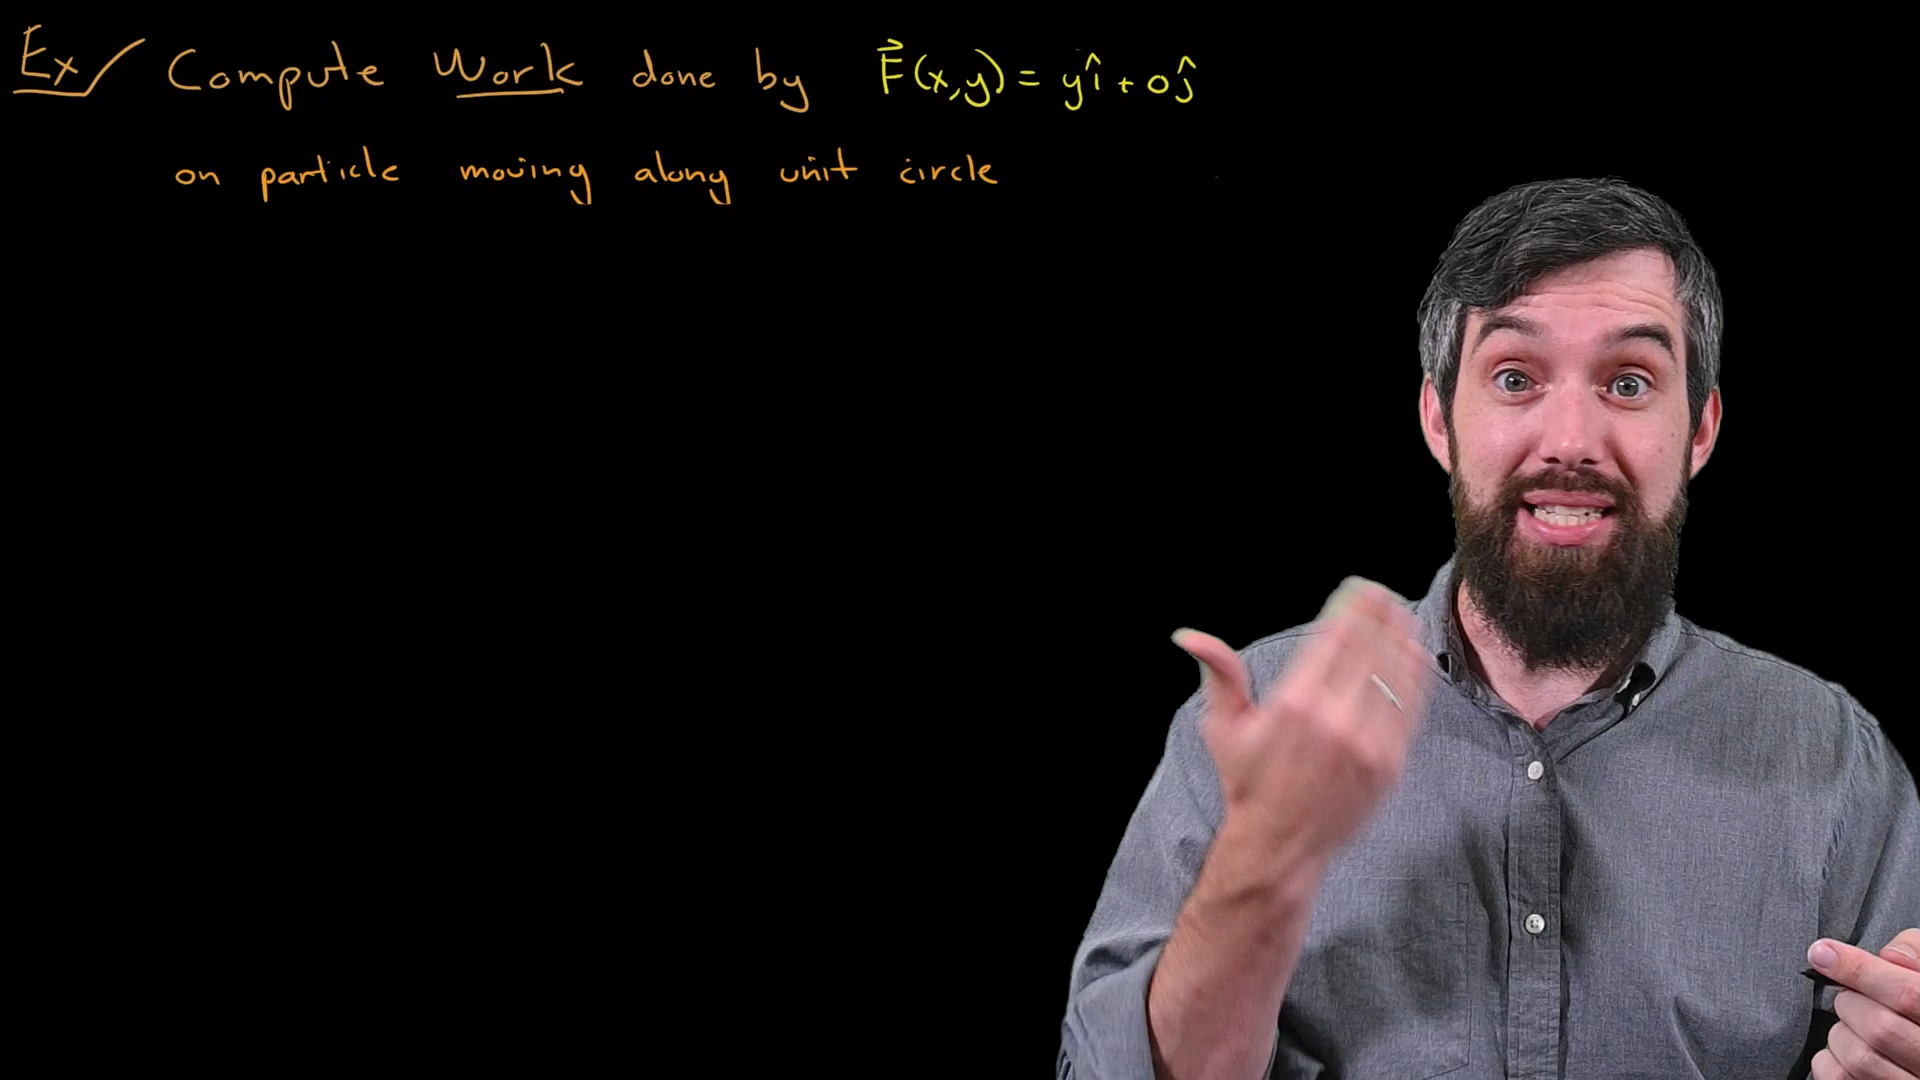 Ex/ Compute Work done by F⃗(x,y) = yî + 0ĵ
on particle moving along unit circle